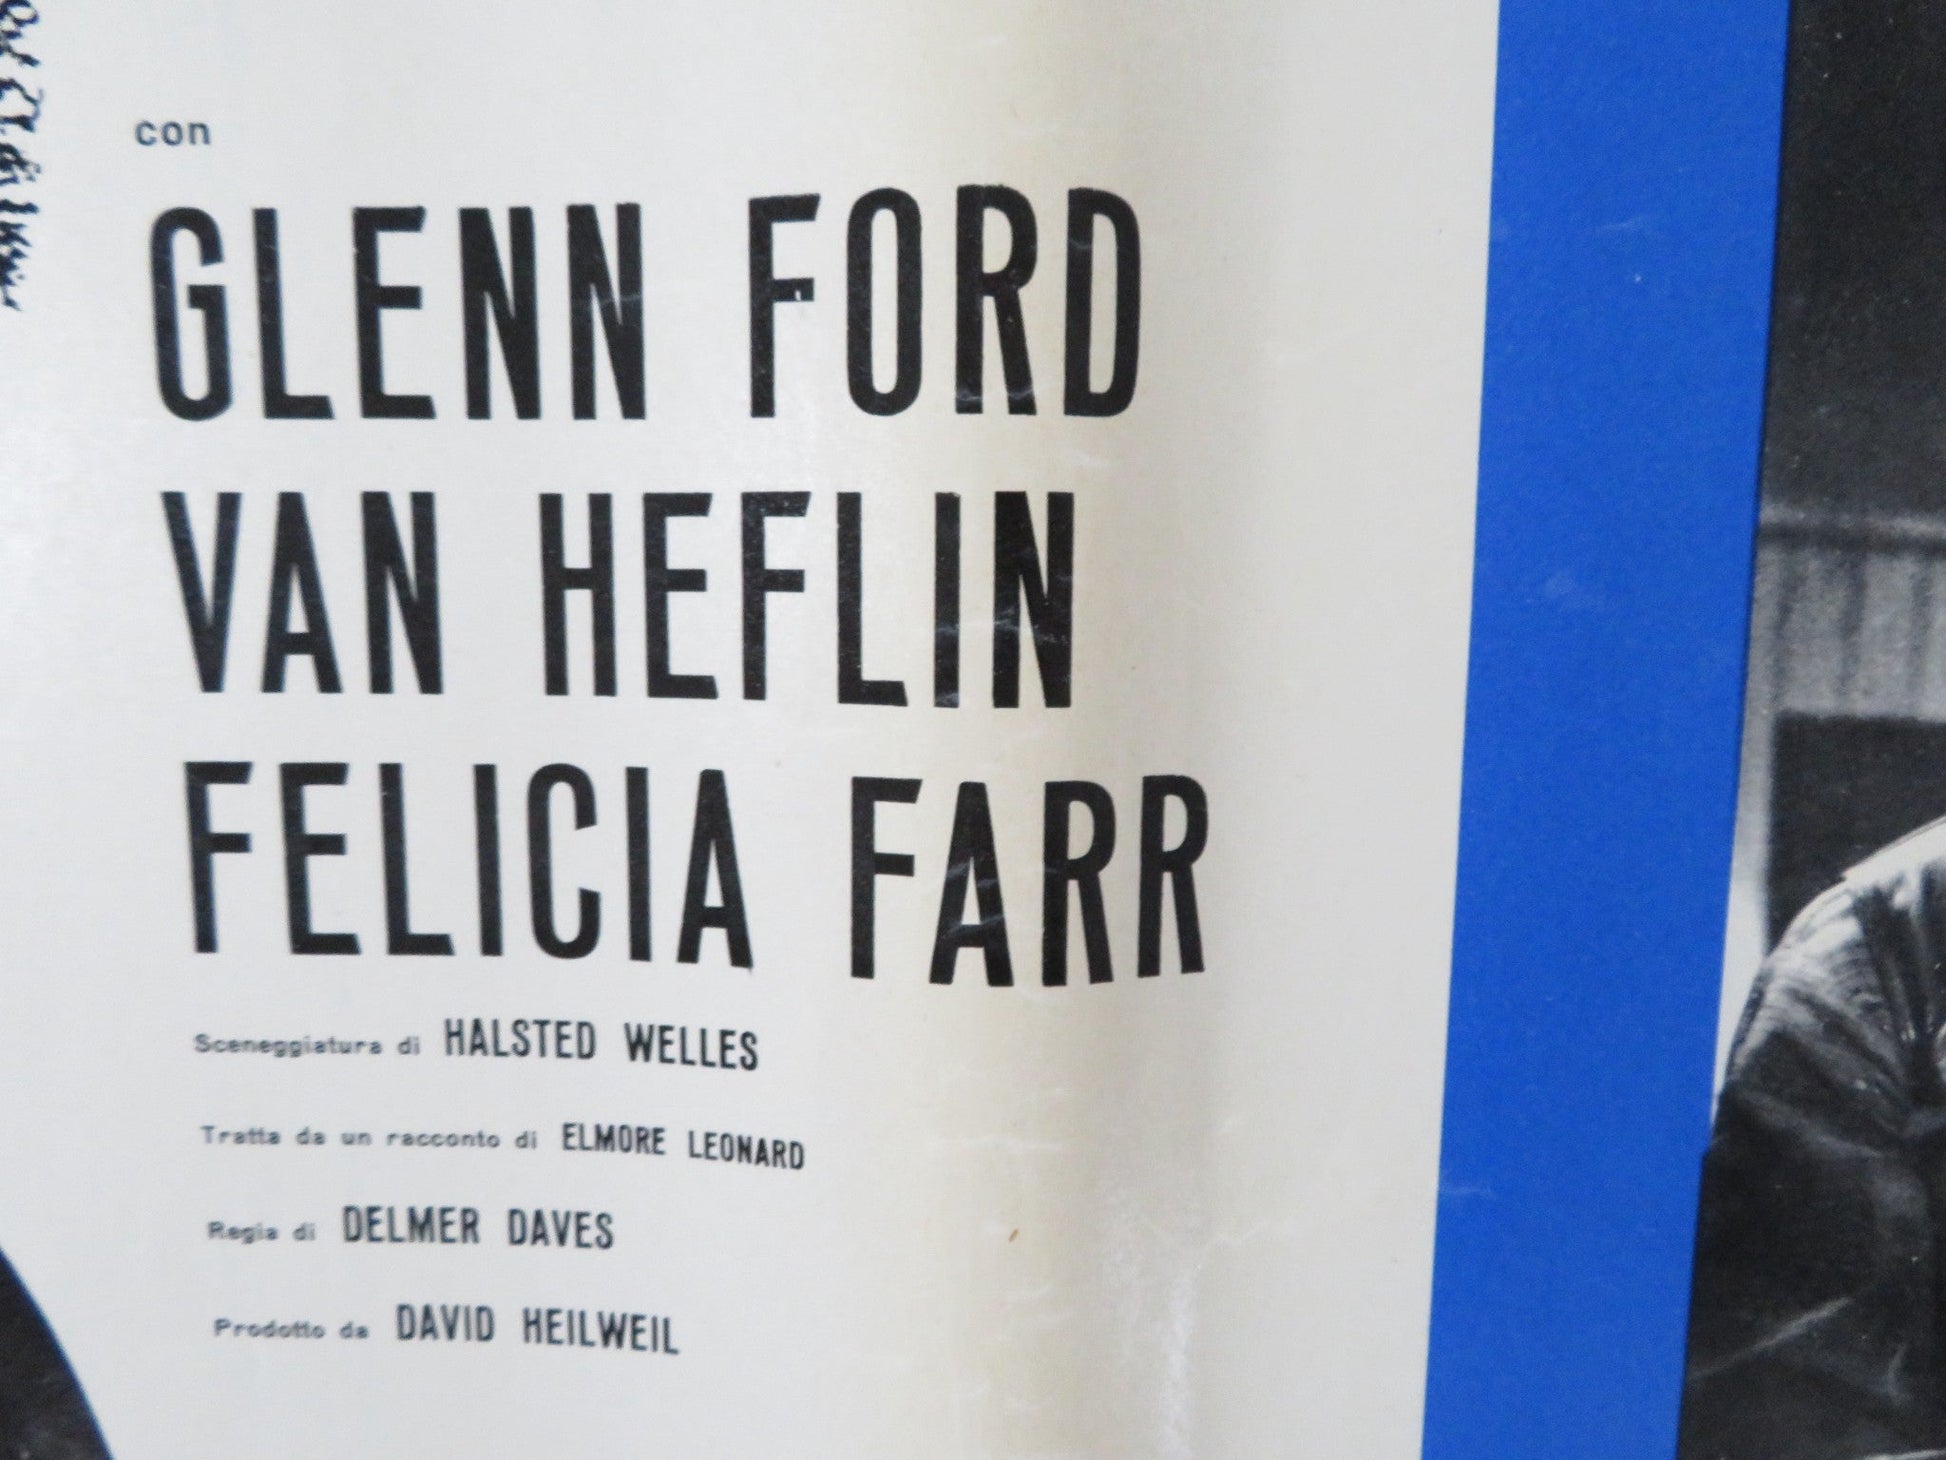 con
GLENN FORD
VAN HEFLIN
FELICIA FARR
Sceneggiatura di HALSTED WELLES
Tratta da un racconto di ELMORE LEONARD
Regia di DELMER DAVES
Prodotto da DAVID HEILWEIL